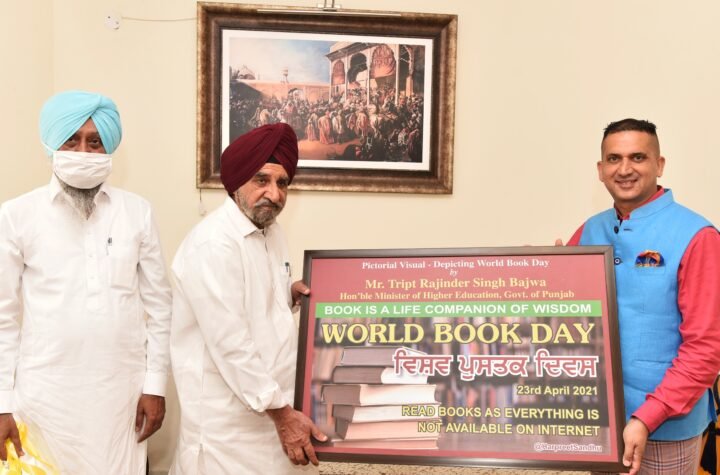 Pictorial Visual - Depicting World Book Day
by
Mr. Tript Rajinder Singh Bajwa
Hon'ble Minister of Higher Education, Govt. of Punjab
BOOK IS A LIFE COMPANION OF WISDOM
WORLD BOOK DAY
ਵਿਸ਼ਵ ਪੁਸਤਕ ਦਿਵਸ
23rd April 2021
READ BOOKS AS EVERYTHING IS
NOT AVAILABLE ON INTERNET
@HarpreetSandhu